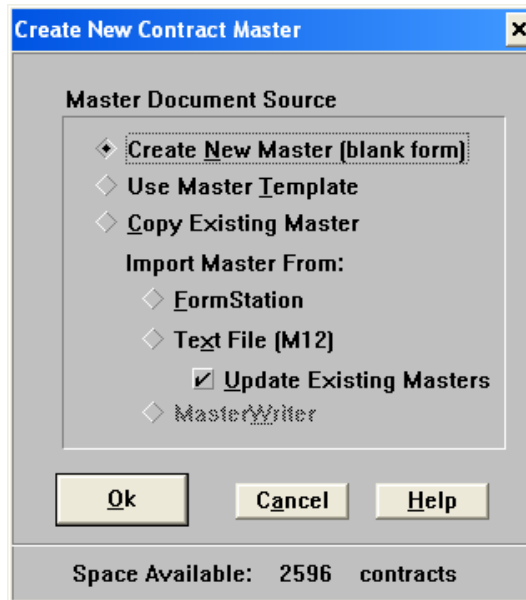 Create New Contract Master
Master Document Source
Create New Master (blank form)
Use Master Template
Copy Existing Master
Import Master From:
FormStation
Text File (M12)
Update Existing Masters
MasterWriter
Ok Cancel Help
Space Available: 2596 contracts